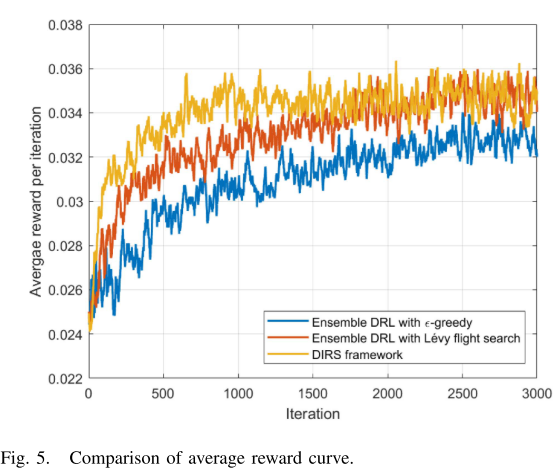 0.038
0.036
0.034
0.032
0.03
0.028
0.026
0.024
0.022
Avergae reward per iteration
0 500 1000 1500 2000 2500 3000
Iteration
Ensemble DRL with ϵ-greedy
Ensemble DRL with Lévy flight search
DIRS framework
Fig. 5. Comparison of average reward curve.